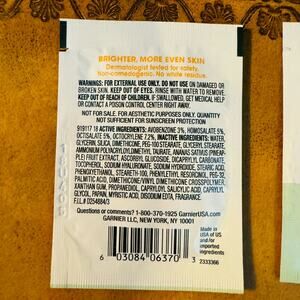 BRIGHTER, MORE EVEN SKIN
Dermatologist tested for safety.
Non-comedogenic. No white residue.
WARNINGS: FOR EXTERNAL USE ONLY. DO NOT USE ON DAMAGED OR
BROKEN SKIN. KEEP OUT OF EYES. RINSE WITH WATER TO REMOVE.
KEEP OUT OF REACH OF CHILDREN. IF SWALLOWED, GET MEDICAL HELP
OR CONTACT A POISON CONTROL CENTER RIGHT AWAY.
NOT FOR SALE. FOR AESTHETIC PURPOSES ONLY. QUANTITY
NOT SUFFICIENT FOR SUNSCREEN PROTECTION
919117 18 ACTIVE INGREDIENTS: AVOBENZONE 3%, HOMOSALATE 5%,
OCTISALATE 5%, OCTOCRYLENE 7.2%. INACTIVE INGREDIENTS: WATER,
GLYCERIN, SILICA, DIMETHICONE, PEG-100 STEARATE, GLYCERYL STEARATE,
AMMONIUM POLYACRYLOYLDIMETHYL TAURATE, ANANAS SATIVUS (PINE-
APPLE) FRUIT EXTRACT, ASCORBYL GLUCOSIDE, DICAPRYLYL CARBONATE,
TOCOPHEROL, SODIUM HYALURONATE, SODIUM HYDROXIDE, STEARIC ACID,
PHENOXYETHANOL, STEARETH-100, PHENYLETHYL RESORCINOL, PEG-32,
PALMITIC ACID, DIMETHICONE/VINYL DIMETHICONE CROSSPOLYMER,
XANTHAN GUM, PROPANEDIOL, CAPRYLOYL SALICYLIC ACID, CAPRYLYL
GLYCOL, PAPAIN, MYRISTIC ACID, DISODIUM EDTA, FRAGRANCE.
F.I.L.# D254884/3
Questions or comments? 1-800-370-1925 GarnierUSA.com
GARNIER LLC, NEW YORK, NY 10001
Made in
US of US
and/or
imported
ingredients
6 03084 06370 3
2333366